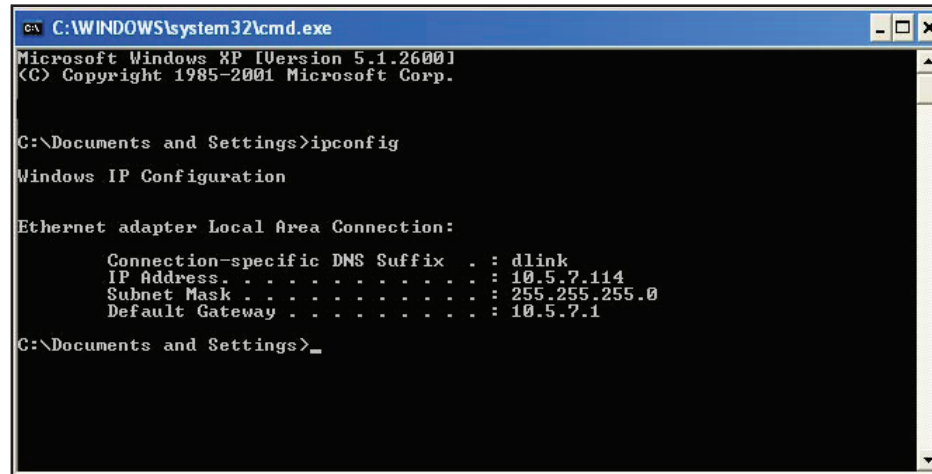 C:\WINDOWS\system32\cmd.exe
Microsoft Windows XP [Version 5.1.2600]
(C) Copyright 1985-2001 Microsoft Corp.
C:\Documents and Settings>ipconfig
Windows IP Configuration
Ethernet adapter Local Area Connection:
Connection-specific DNS Suffix . : dlink
IP Address. . . . . . . . . . . . : 10.5.7.114
Subnet Mask . . . . . . . . . . . : 255.255.255.0
Default Gateway . . . . . . . . . : 10.5.7.1
C:\Documents and Settings>_